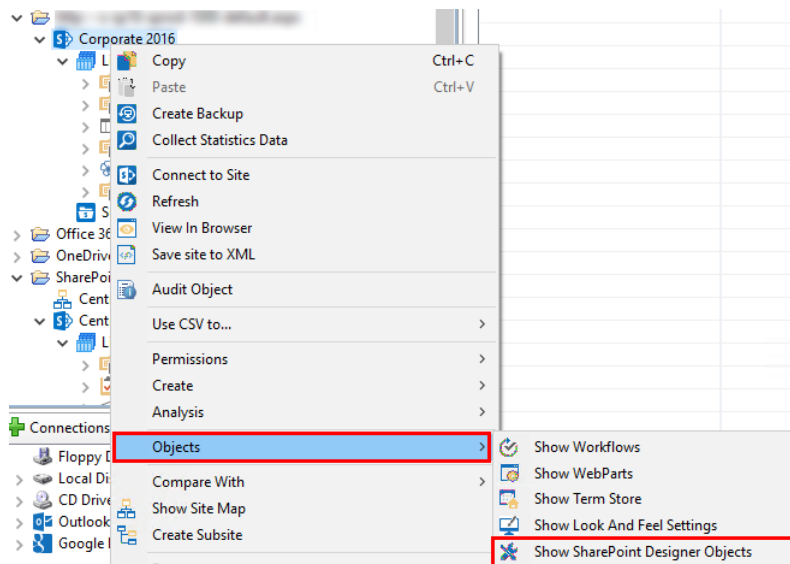 Corporate 2016
L
Copy Ctrl+C
Paste Ctrl+V
Create Backup
Collect Statistics Data
Connect to Site
Refresh
S
View In Browser
Office 36
Save site to XML
OneDriv
SharePoi
Audit Object
Cent
Cent
Use CSV to...
L
Permissions
Create
Analysis
Connections
Objects
Show Workflows
Floppy D
Show WebParts
Local Di
Compare With
CD Drive
Show Site Map
Show Term Store
Outlook
Create Subsite
Show Look And Feel Settings
Google
Show SharePoint Designer Objects